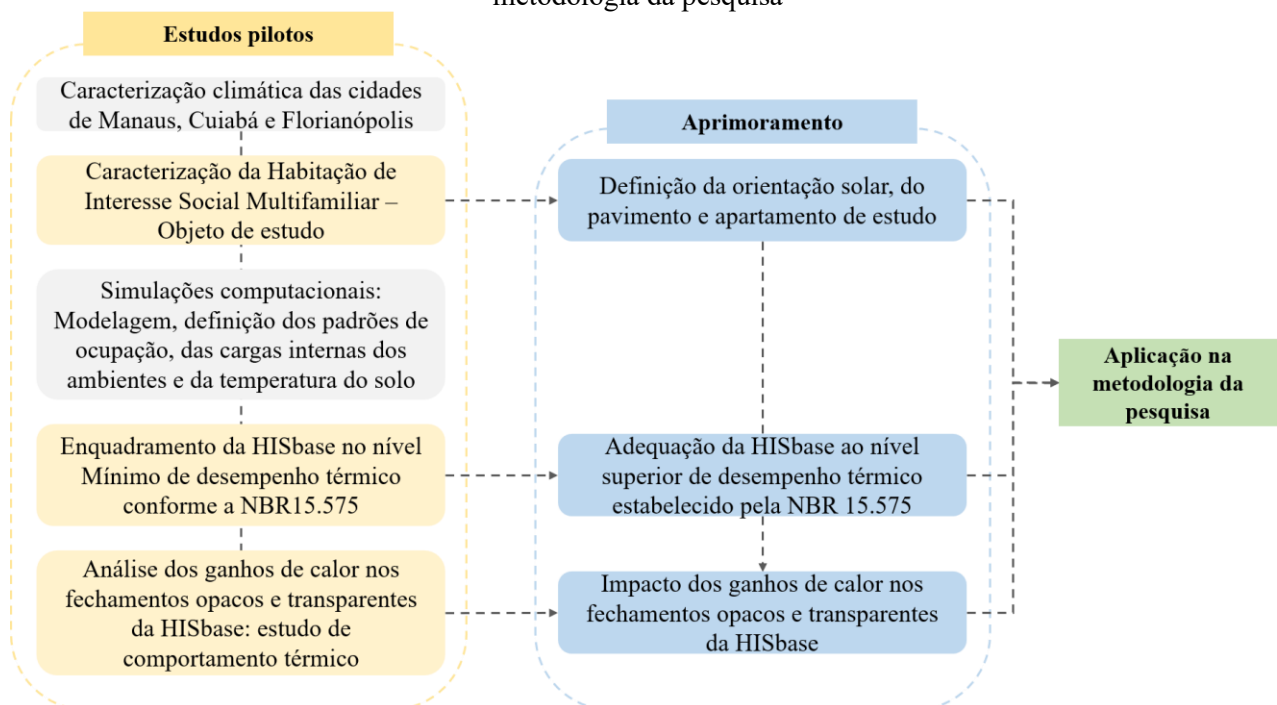 metodologia da pesquisa
Estudos pilotos
Caracterização climática das cidades
de Manaus, Cuiabá e Florianópolis
Caracterização da Habitação de
Interesse Social Multifamiliar –
Objeto de estudo
Simulações computacionais:
Modelagem, definição dos padrões de
ocupação, das cargas internas dos
ambientes e da temperatura do solo
Enquadramento da HISbase no nível
Mínimo de desempenho térmico
conforme a NBR15.575
Análise dos ganhos de calor nos
fechamentos opacos e transparentes
da HISbase: estudo de
comportamento térmico
Aprimoramento
Definição da orientação solar, do
pavimento e apartamento de estudo
Adequação da HISbase ao nível
superior de desempenho térmico
estabelecido pela NBR 15.575
Impacto dos ganhos de calor nos
fechamentos opacos e transparentes
da HISbase
Aplicação na
metodologia da
pesquisa